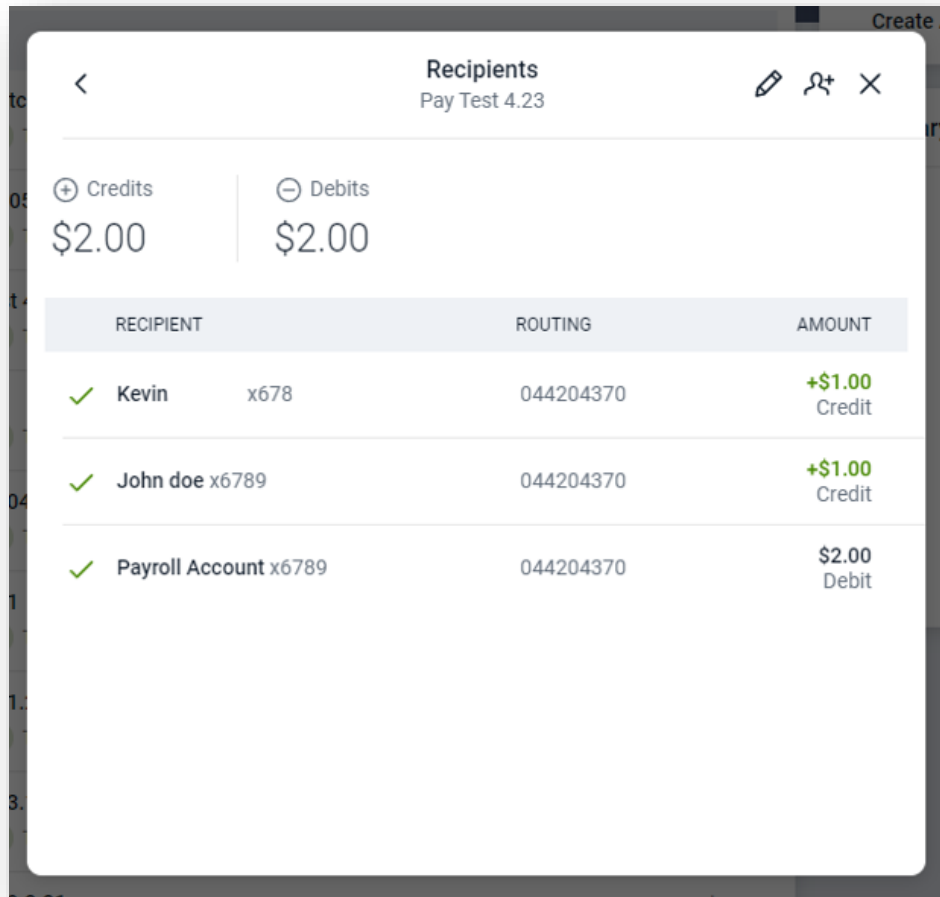 Create
Recipients
Pay Test 4.23
Credits
Debits
$2.00
$2.00
RECIPIENT ROUTING AMOUNT
Kevin x678 044204370 +$1.00
Credit
John doe x6789 044204370 +$1.00
Credit
Payroll Account x6789 044204370 $2.00
Debit